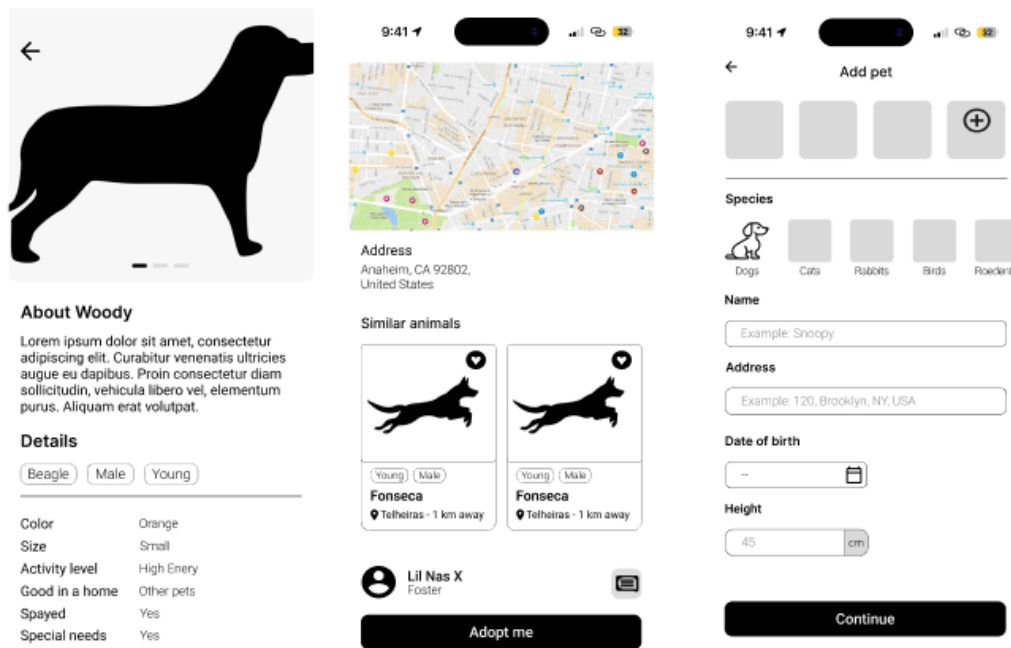 About Woody
Lorem ipsum dolor sit amet, consectetur
adipiscing elit. Curabitur venenatis ultricies
augue eu dapibus. Proin consectetur diam
sollicitudin, vehicula libero vel, elementum
purus. Aliquam erat volutpat.
Details
Beagle Male Young
Color Orange
Size Small
Activity level High Enery
Good in a home Other pets
Spayed Yes
Special needs Yes
9:41 32
Address
Anaheim, CA 92802,
United States
Similar animals
Young Male
Fonseca
Telheiras - 1 km away
Young Male
Fonseca
Telheiras - 1 km away
Lil Nas X
Foster
Adopt me
9:41 32
Add pet
Species
Dogs Cats Rabbits Birds Roedent
Name
Example: Snoopy
Address
Example: 120, Brooklyn, NY, USA
Date of birth
--
Height
45 cm
Continue